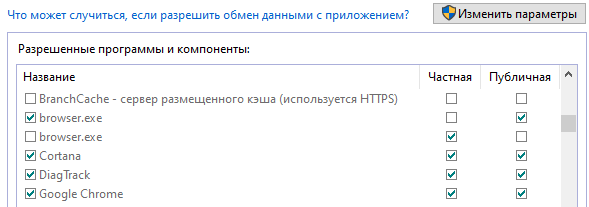 Что может случиться, если разрешить обмен данными с приложением?
Изменить параметры
Разрешенные программы и компоненты:
Название Частная Публичная
BranchCache - сервер размещенного кэша (используется HTTPS)
browser.exe
browser.exe
Cortana
DiagTrack
Google Chrome